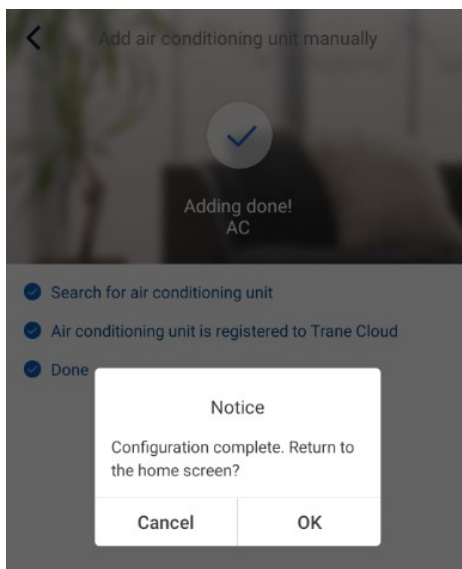 Add air conditioning unit manually
Adding done!
AC
Search for air conditioning unit
Air conditioning unit is registered to Trane Cloud
Done
Notice
Configuration complete. Return to
the home screen?
Cancel OK